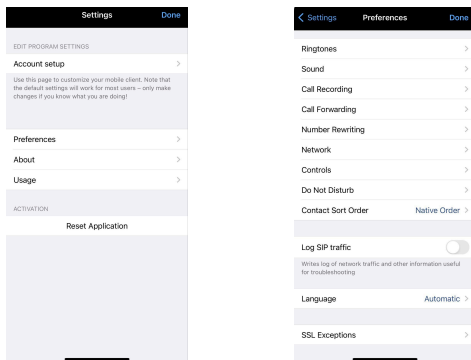 Settings
Done
EDIT PROGRAM SETTINGS
Account setup
Use this page to customize your mobile client. Note that
the default settings will work for most users – only make
changes if you know what you are doing!
Preferences
About
Usage
ACTIVATION
Reset Application
Settings
Preferences
Done
Ringtones
Sound
Call Recording
Call Forwarding
Number Rewriting
Network
Controls
Do Not Disturb
Contact Sort Order Native Order
Log SIP traffic
Writes log of network traffic and other information useful
for troubleshooting
Language Automatic
SSL Exceptions